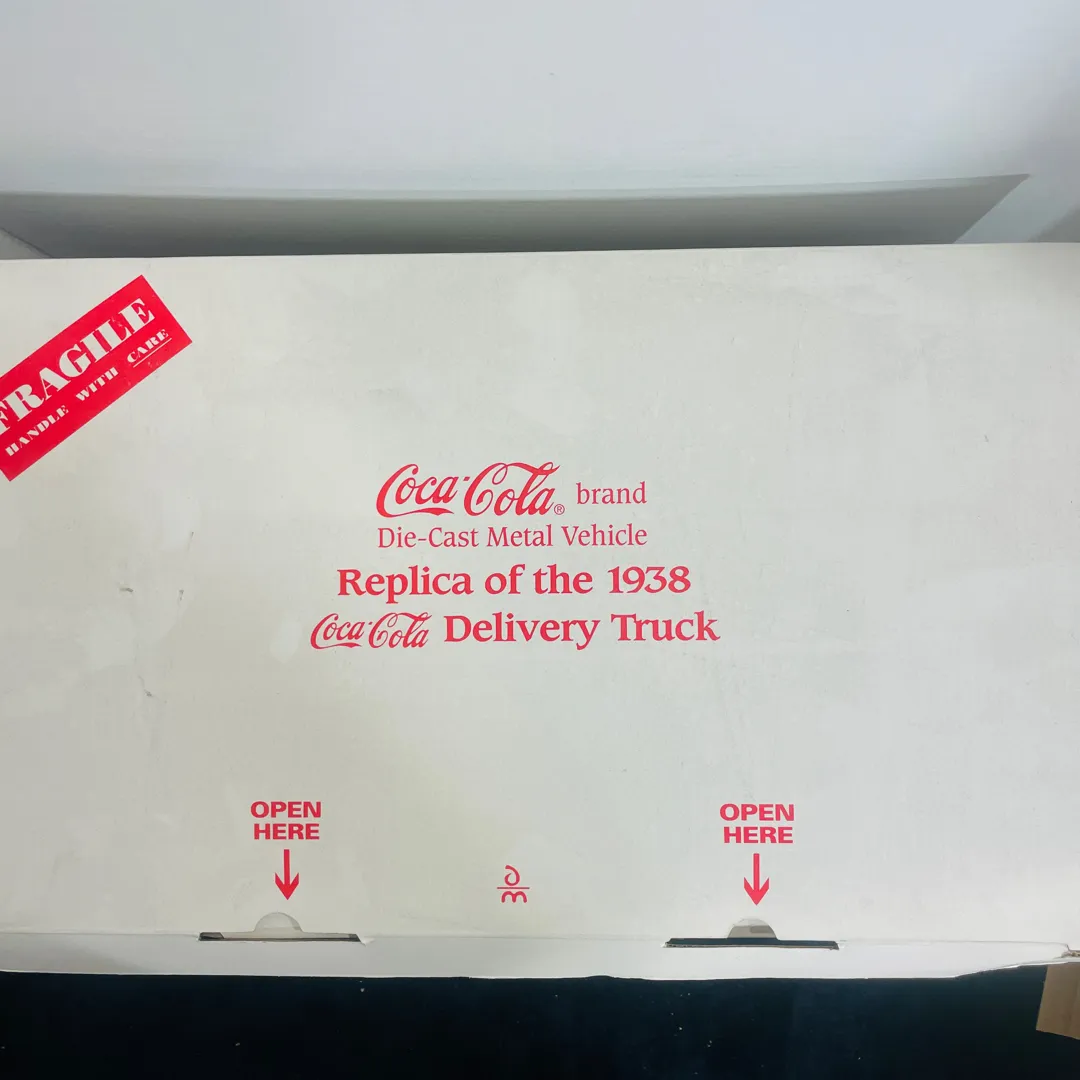 FRAGILE
HANDLE WITH CARE
Coca-Cola® brand
Die-Cast Metal Vehicle
Replica of the 1938
Coca-Cola Delivery Truck
OPEN
HERE
OPEN
HERE
dm